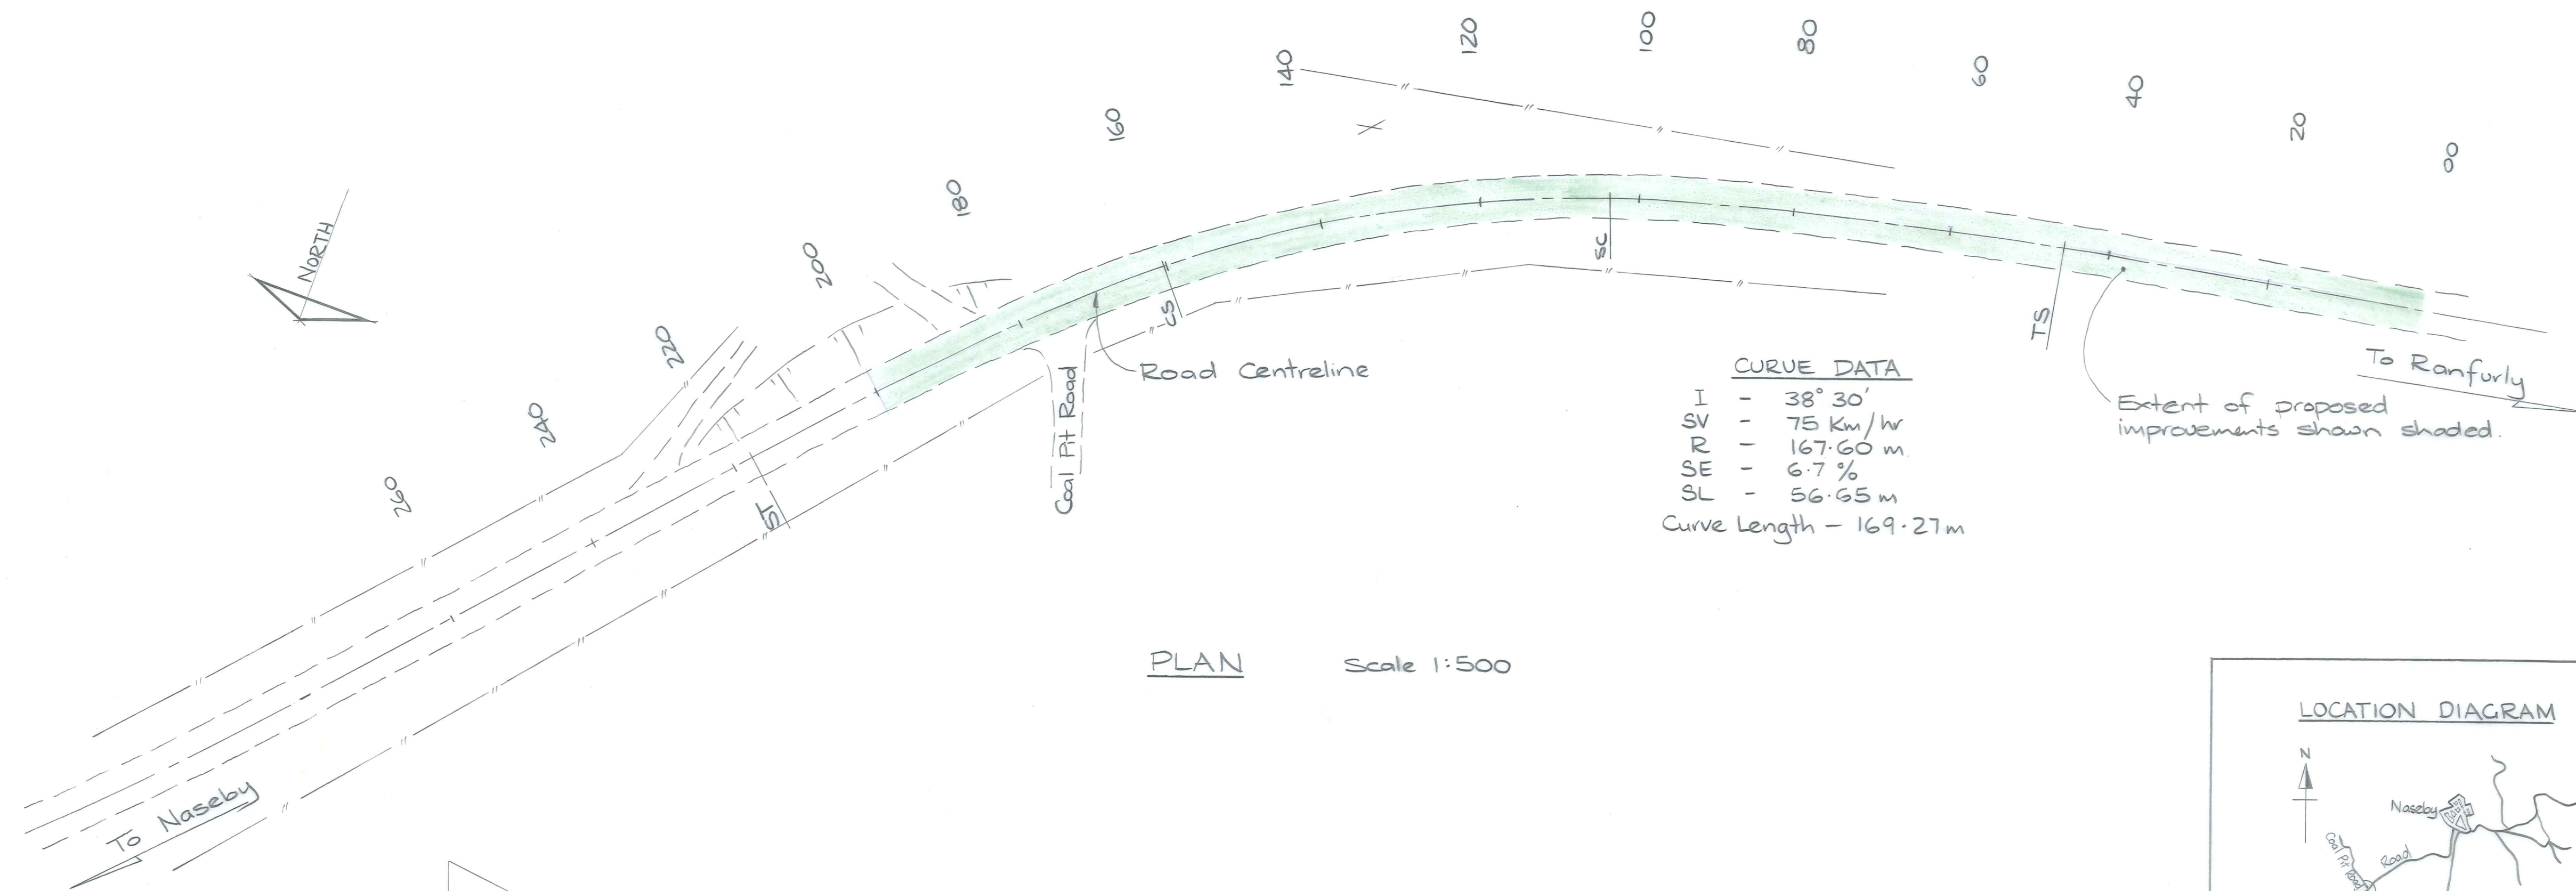 NORTH
260
240
220
200
180
160
140
120
100
80
60
40
20
00
X
ST
CS
SC
TS
Coal Pit Road
Road Centreline
To Naseby
To Ranfurly
Extent of proposed
improvements shown shaded.
CURVE DATA
I - 38° 30'
SV - 75 Km/hr
R - 167.60 m.
SE - 6.7 %
SL - 56.65 m
Curve Length - 169.27m
PLAN Scale 1:500
LOCATION DIAGRAM
N
Naseby
Coal Pit Road
Road